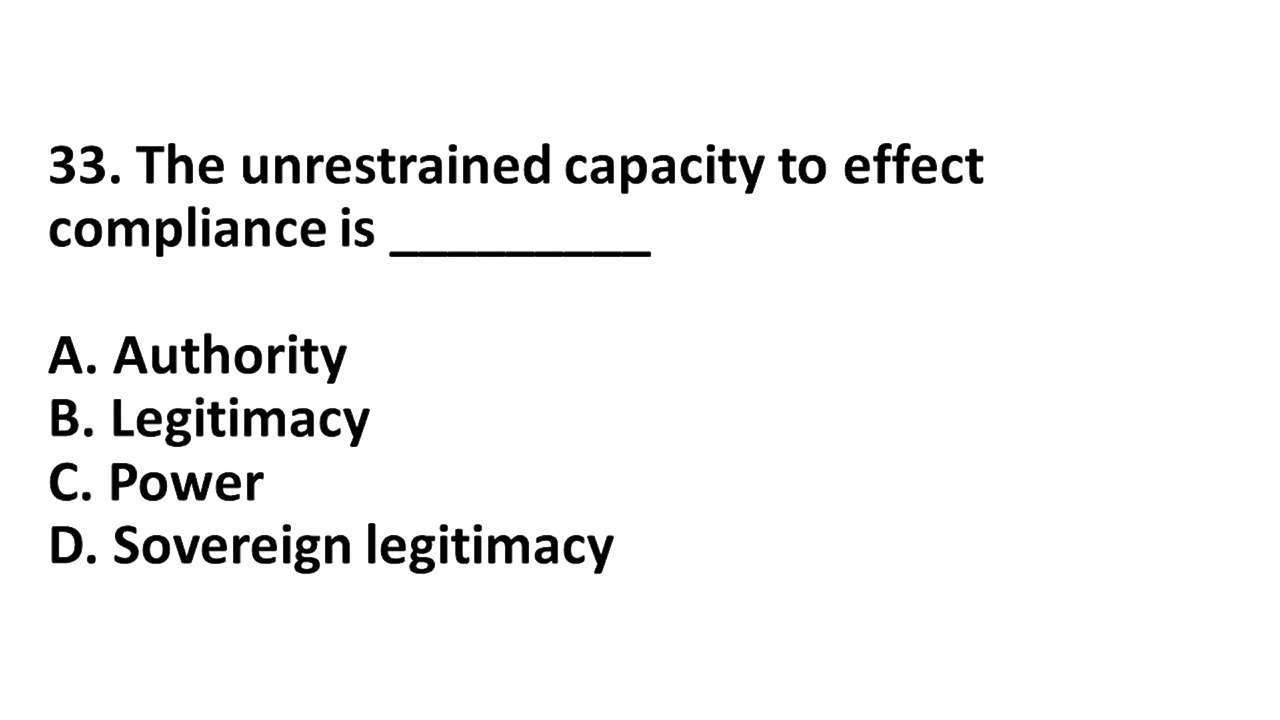 33. The unrestrained capacity to effect
compliance is _________
A. Authority
B. Legitimacy
C. Power
D. Sovereign legitimacy